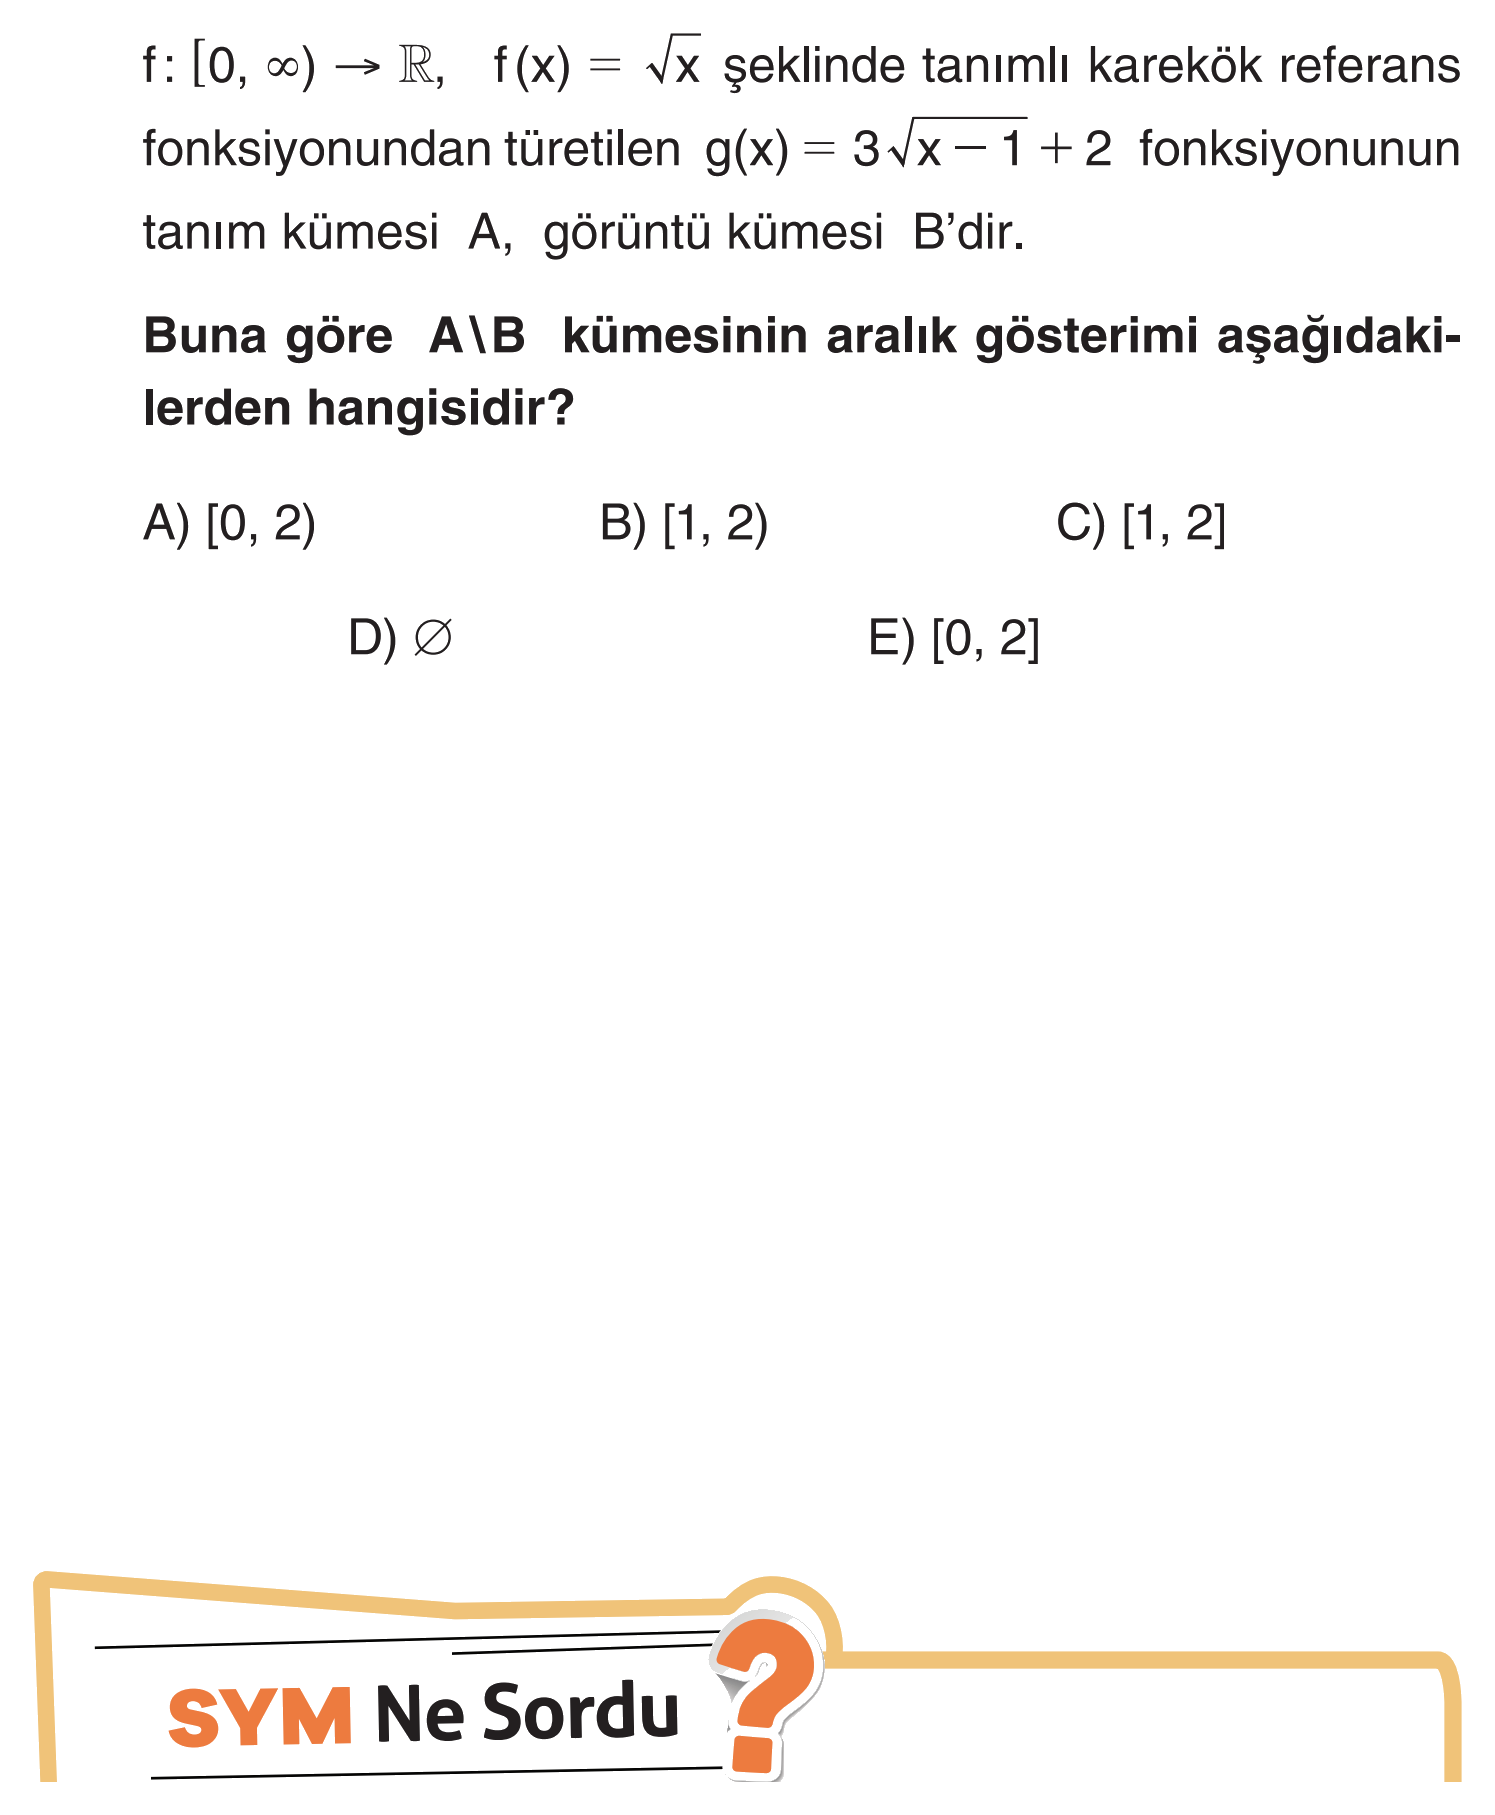 f: [0, ∞) → ℝ, f(x) = √x şeklinde tanımlı karekök referans
fonksiyonundan türetilen g(x) = 3√(x − 1) + 2 fonksiyonunun
tanım kümesi A, görüntü kümesi B’dir.
Buna göre A\B kümesinin aralık gösterimi aşağıdaki-
lerden hangisidir?
A) [0, 2) B) [1, 2) C) [1, 2]
D) ∅ E) [0, 2]
SYM Ne Sordu ?